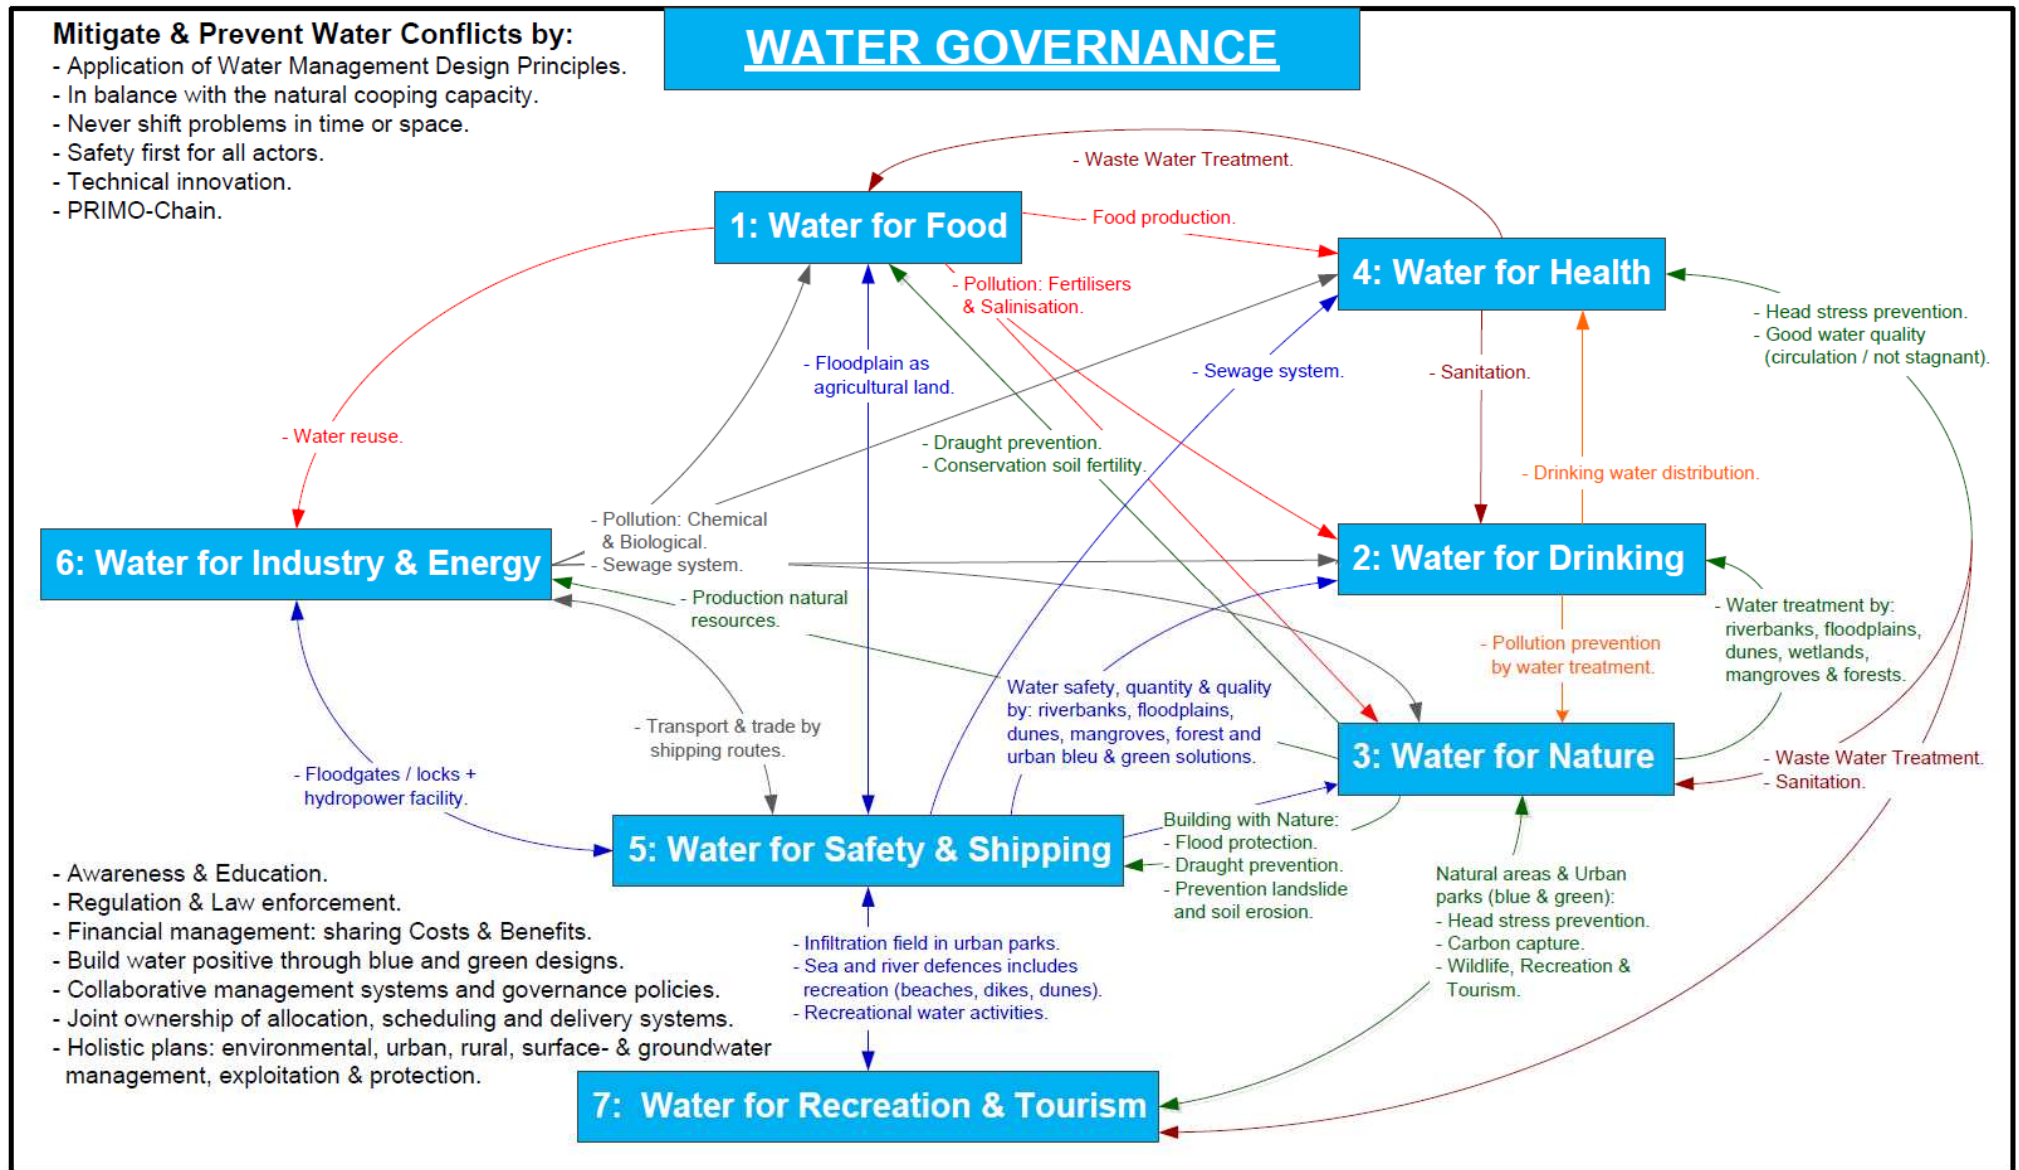 WATER GOVERNANCE
Mitigate & Prevent Water Conflicts by:
- Application of Water Management Design Principles.
- In balance with the natural cooping capacity.
- Never shift problems in time or space.
- Safety first for all actors.
- Technical innovation.
- PRIMO-Chain.
- Waste Water Treatment.
1: Water for Food
- Food production.
4: Water for Health
- Pollution: Fertilisers
& Salinisation.
- Head stress prevention.
- Good water quality
(circulation / not stagnant).
- Floodplain as
agricultural land.
- Sewage system.
- Sanitation.
- Water reuse.
- Draught prevention.
- Conservation soil fertility.
- Drinking water distribution.
- Pollution: Chemical
& Biological.
- Sewage system.
6: Water for Industry & Energy
2: Water for Drinking
- Production natural
resources.
- Water treatment by:
riverbanks, floodplains,
dunes, wetlands,
mangroves & forests.
- Pollution prevention
by water treatment.
Water safety, quantity & quality
by: riverbanks, floodplains,
dunes, mangroves, forest and
urban bleu & green solutions.
- Transport & trade by
shipping routes.
3: Water for Nature
- Waste Water Treatment.
- Sanitation.
- Floodgates / locks +
hydropower facility.
5: Water for Safety & Shipping
Building with Nature:
- Flood protection.
- Draught prevention.
- Prevention landslide
and soil erosion.
Natural areas & Urban
parks (blue & green):
- Head stress prevention.
- Carbon capture.
- Wildlife, Recreation &
Tourism.
- Awareness & Education.
- Regulation & Law enforcement.
- Financial management: sharing Costs & Benefits.
- Build water positive through blue and green designs.
- Collaborative management systems and governance policies.
- Joint ownership of allocation, scheduling and delivery systems.
- Holistic plans: environmental, urban, rural, surface- & groundwater
management, exploitation & protection.
- Infiltration field in urban parks.
- Sea and river defences includes
recreation (beaches, dikes, dunes).
- Recreational water activities.
7: Water for Recreation & Tourism